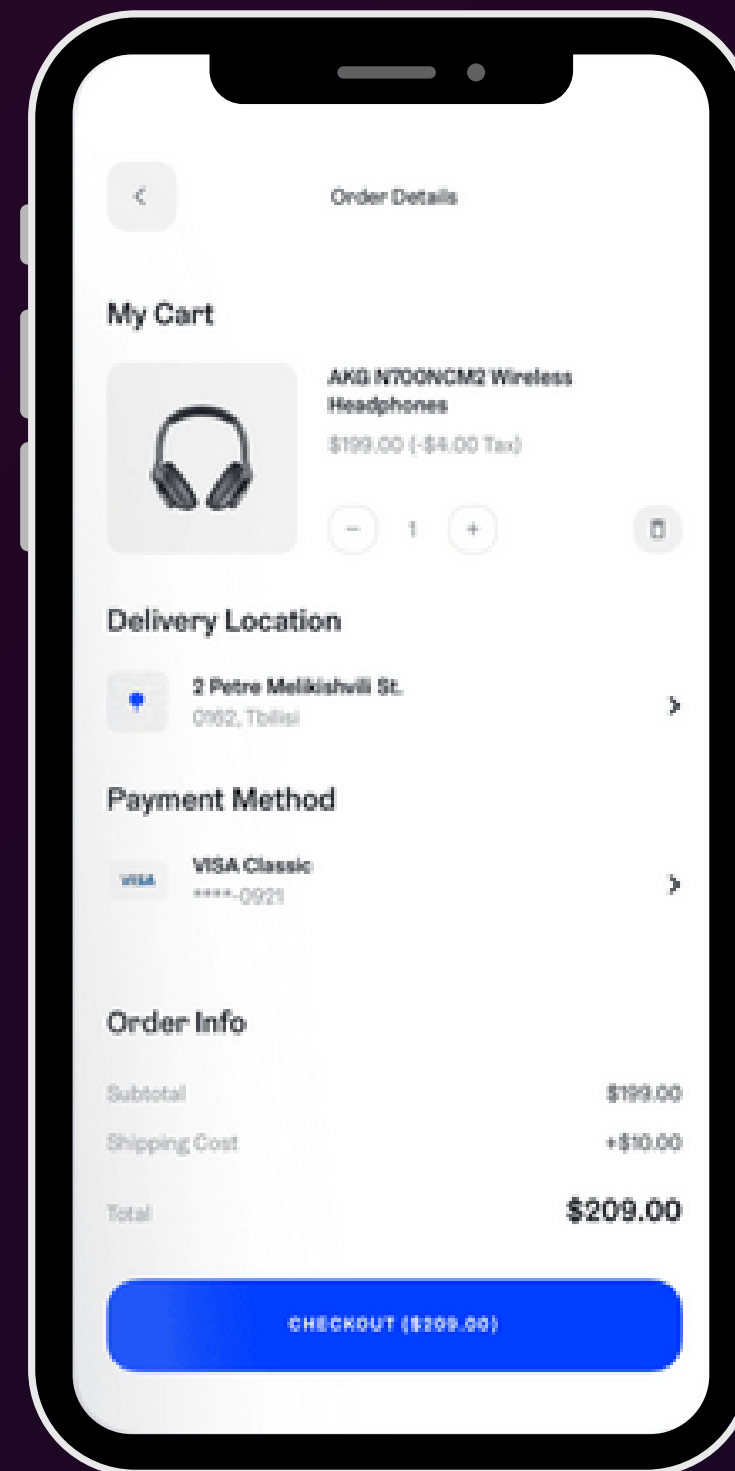 Order Details
My Cart
AKG N700NCM2 Wireless
Headphones
$199.00 (-$4.00 Tax)
1
Delivery Location
2 Petre Melikishvili St.
0162, Tbilisi
Payment Method
VISA
VISA Classic
****-0921
Order Info
Subtotal $199.00
Shipping Cost +$10.00
Total $209.00
CHECKOUT ($209.00)